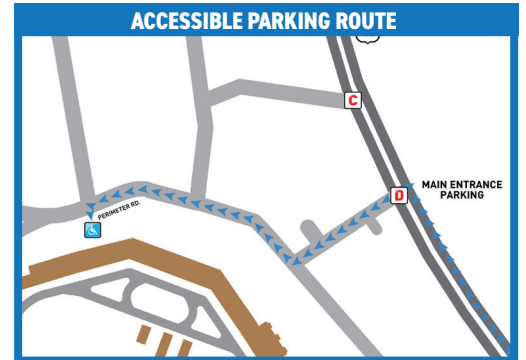 ACCESSIBLE PARKING ROUTE
C
MAIN ENTRANCE
PARKING
D
PERIMETER RD.